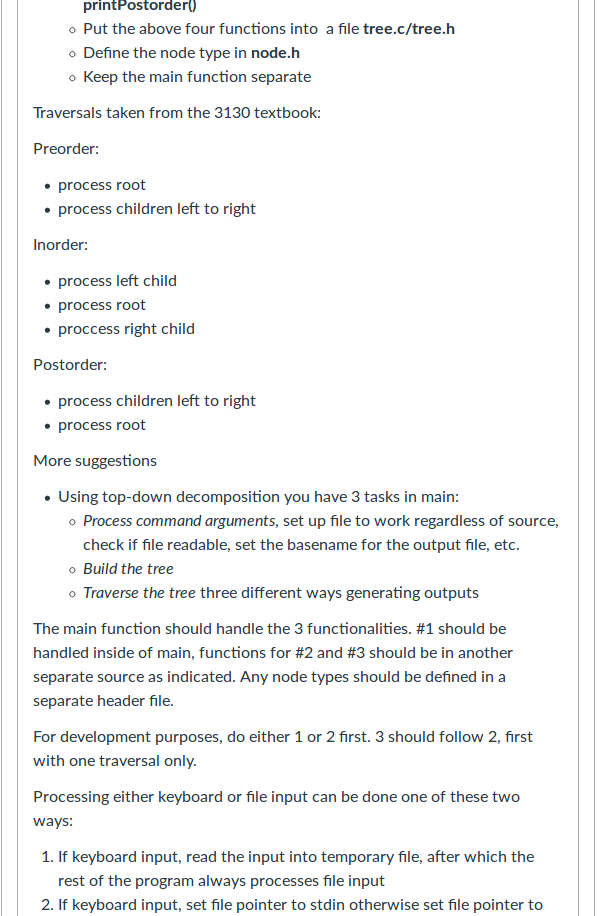 printPostorder()
Put the above four functions into a file tree.c/tree.h
Define the node type in node.h
Keep the main function separate
Traversals taken from the 3130 textbook:
Preorder:
process root
process children left to right
Inorder:
process left child
process root
proccess right child
Postorder:
process children left to right
process root
More suggestions
Using top-down decomposition you have 3 tasks in main:
Process command arguments, set up file to work regardless of source,
check if file readable, set the basename for the output file, etc.
Build the tree
Traverse the tree three different ways generating outputs
The main function should handle the 3 functionalities. #1 should be
handled inside of main, functions for #2 and #3 should be in another
separate source as indicated. Any node types should be defined in a
separate header file.
For development purposes, do either 1 or 2 first. 3 should follow 2, first
with one traversal only.
Processing either keyboard or file input can be done one of these two
ways:
1. If keyboard input, read the input into temporary file, after which the
rest of the program always processes file input
2. If keyboard input, set file pointer to stdin otherwise set file pointer to